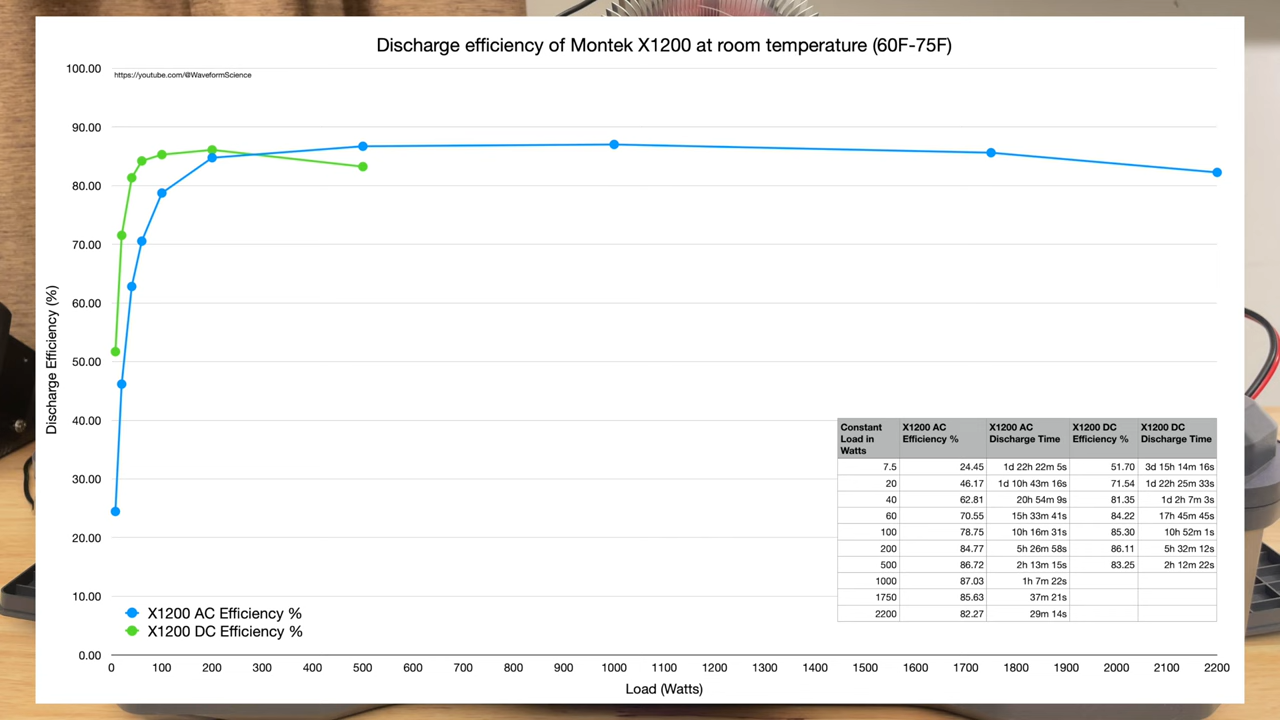 Discharge efficiency of Montek X1200 at room temperature (60F-75F)
https://youtube.com/@WaveformScience
100.00
90.00
80.00
70.00
60.00
50.00
40.00
30.00
20.00
10.00
0.00
Discharge Efficiency (%)
Constant Load in Watts X1200 AC Efficiency % X1200 AC Discharge Time X1200 DC Efficiency % X1200 DC Discharge Time
7.5 24.45 1d 22h 22m 5s 51.70 3d 15h 14m 16s
20 46.17 1d 10h 43m 16s 71.54 1d 22h 25m 33s
40 62.81 20h 54m 9s 81.35 1d 2h 7m 3s
60 70.55 15h 33m 41s 84.22 17h 45m 45s
100 78.75 10h 16m 31s 85.30 10h 52m 1s
200 84.77 5h 26m 58s 86.11 5h 32m 12s
500 86.72 2h 13m 15s 83.25 2h 12m 22s
1000 87.03 1h 7m 22s
1750 85.63 37m 21s
2200 82.27 29m 14s
X1200 AC Efficiency %
X1200 DC Efficiency %
0 100 200 300 400 500 600 700 800 900 1000 1100 1200 1300 1400 1500 1600 1700 1800 1900 2000 2100 2200
Load (Watts)